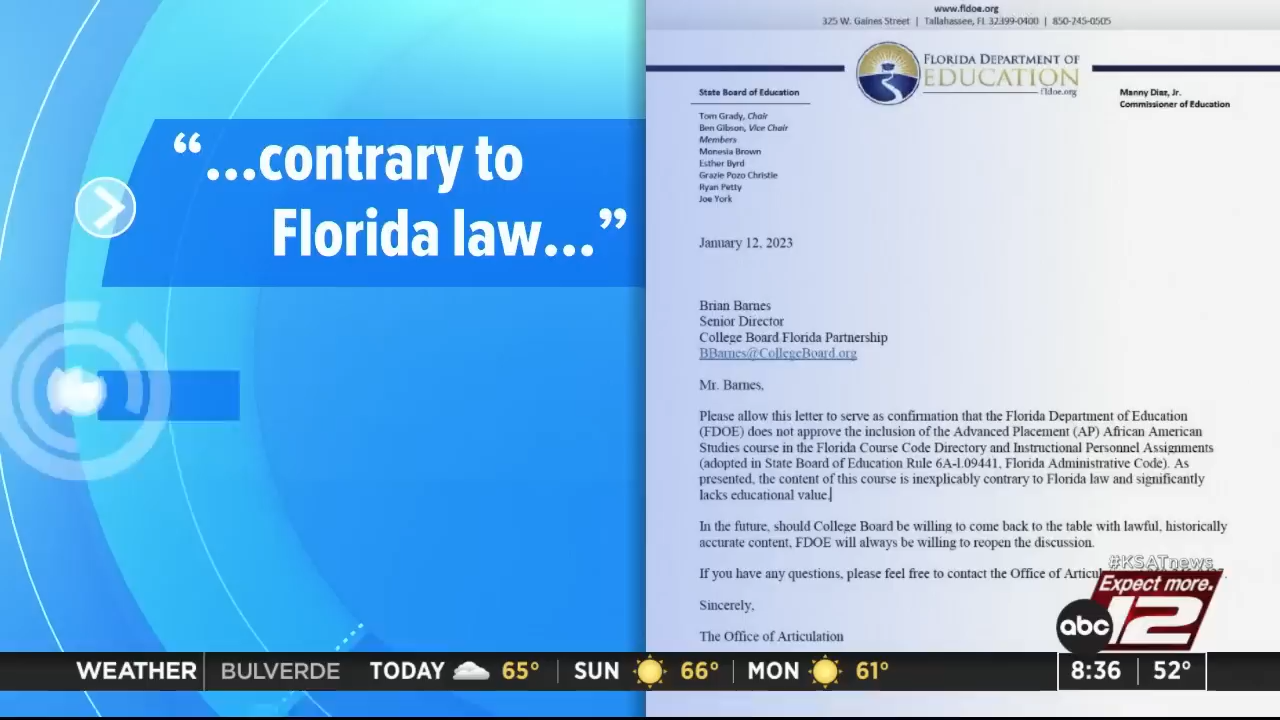 “...contrary to
Florida law...”
www.fldoe.org
325 W. Gaines Street | Tallahassee, FL 32399-0400 | 850-245-0505
FLORIDA DEPARTMENT OF
EDUCATION
fldoe.org
State Board of Education
Tom Grady, Chair
Ben Gibson, Vice Chair
Members
Monesia Brown
Esther Byrd
Grazie Pozo Christie
Ryan Petty
Joe York
Manny Diaz, Jr.
Commissioner of Education
January 12, 2023
Brian Barnes
Senior Director
College Board Florida Partnership
BBarnes@CollegeBoard.org
Mr. Barnes,
Please allow this letter to serve as confirmation that the Florida Department of Education
(FDOE) does not approve the inclusion of the Advanced Placement (AP) African American
Studies course in the Florida Course Code Directory and Instructional Personnel Assignments
(adopted in State Board of Education Rule 6A-1.09441, Florida Administrative Code). As
presented, the content of this course is inexplicably contrary to Florida law and significantly
lacks educational value.
In the future, should College Board be willing to come back to the table with lawful, historically
accurate content, FDOE will always be willing to reopen the discussion.
If you have any questions, please feel free to contact the Office of
Sincerely,
The Office of Articulation
#KSATnews
Expect more.
abc 12
WEATHER BULVERDE TODAY 65° SUN 66° MON 61° 8:36 52°